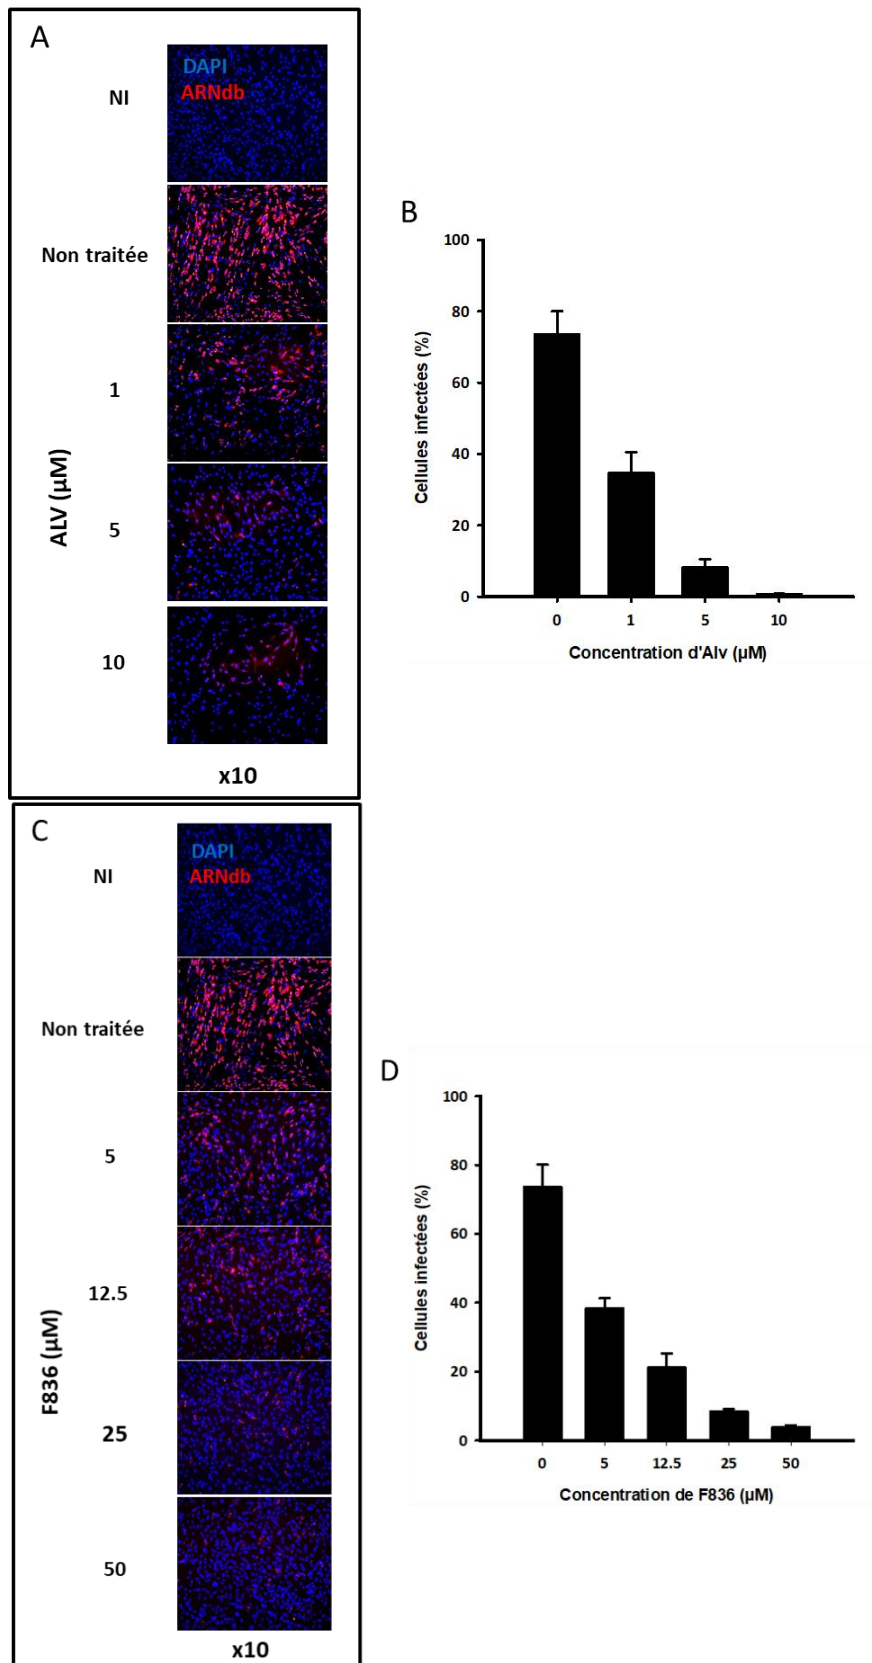 A
DAPI
ARNdb
NI
Non traitée
1
5
10
ALV (µM)
x10
B
100
80
60
40
20
0
Cellules infectées (%)
0 1 5 10
Concentration d'Alv (µM)
C
DAPI
ARNdb
NI
Non traitée
5
12.5
25
50
F836 (µM)
x10
D
100
80
60
40
20
0
Cellules infectées (%)
0 5 12.5 25 50
Concentration de F836 (µM)